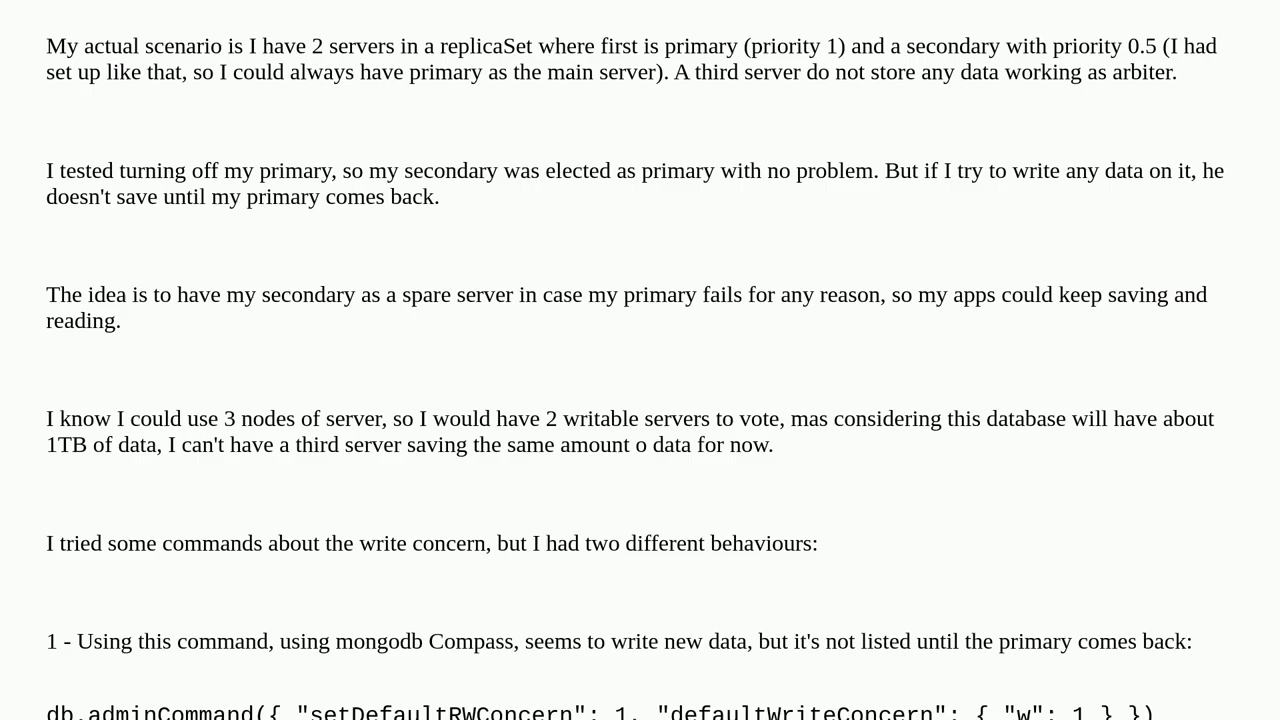 My actual scenario is I have 2 servers in a replicaSet where first is primary (priority 1) and a secondary with priority 0.5 (I had
set up like that, so I could always have primary as the main server). A third server do not store any data working as arbiter.
I tested turning off my primary, so my secondary was elected as primary with no problem. But if I try to write any data on it, he
doesn't save until my primary comes back.
The idea is to have my secondary as a spare server in case my primary fails for any reason, so my apps could keep saving and
reading.
I know I could use 3 nodes of server, so I would have 2 writable servers to vote, mas considering this database will have about
1TB of data, I can't have a third server saving the same amount o data for now.
I tried some commands about the write concern, but I had two different behaviours:
1 - Using this command, using mongodb Compass, seems to write new data, but it's not listed until the primary comes back:
db.adminCommand({ "setDefaultRWConcern": 1, "defaultWriteConcern": { "w": 1 } })